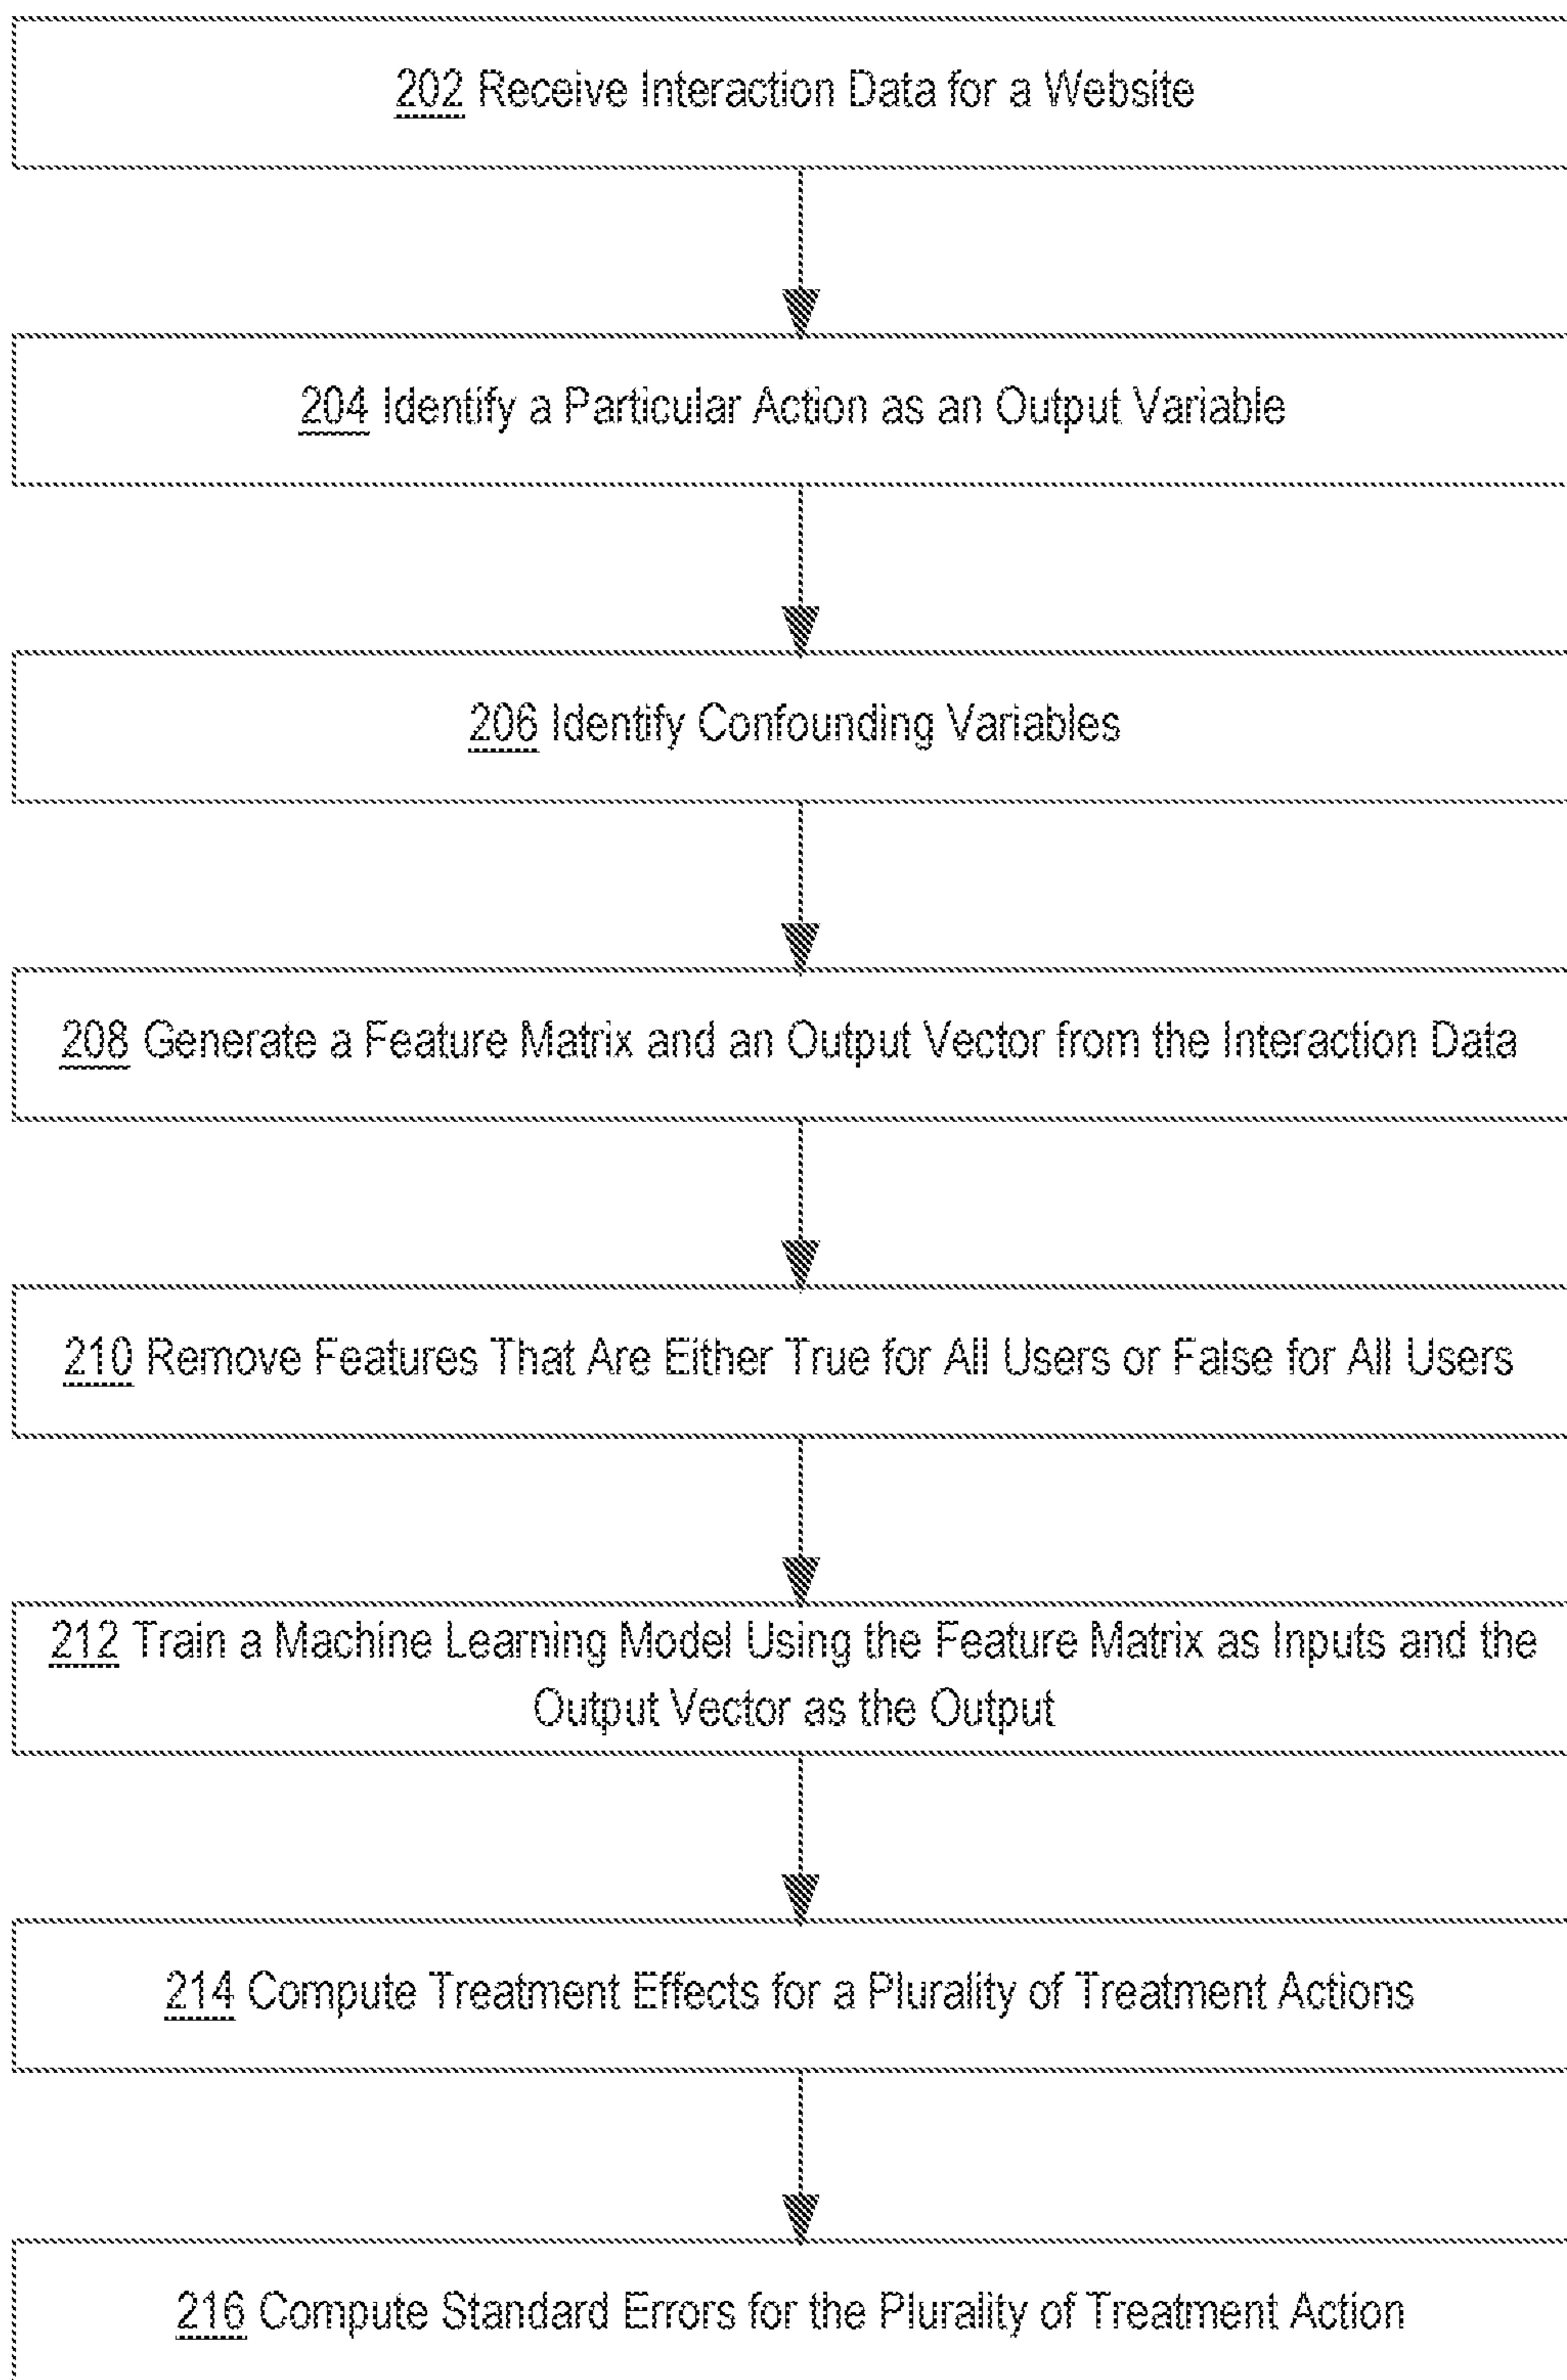 202 Receive Interaction Data for a Website
204 Identify a Particular Action as an Output Variable
206 Identify Confounding Variables
208 Generate a Feature Matrix and an Output Vector from the Interaction Data
210 Remove Features That Are Either True for All Users or False for All Users
212 Train a Machine Learning Model Using the Feature Matrix as Inputs and the
Output Vector as the Output
214 Compute Treatment Effects for a Plurality of Treatment Actions
216 Compute Standard Errors for the Plurality of Treatment Action